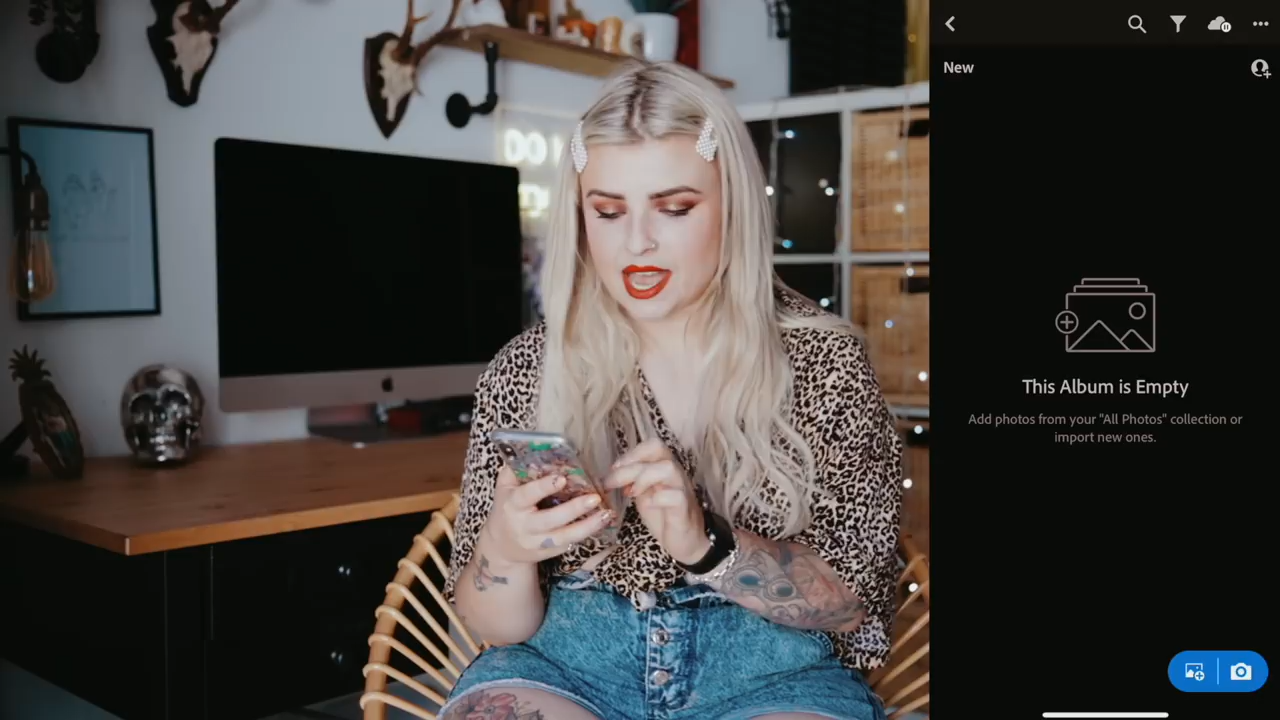 New
This Album is Empty
Add photos from your "All Photos" collection or
import new ones.